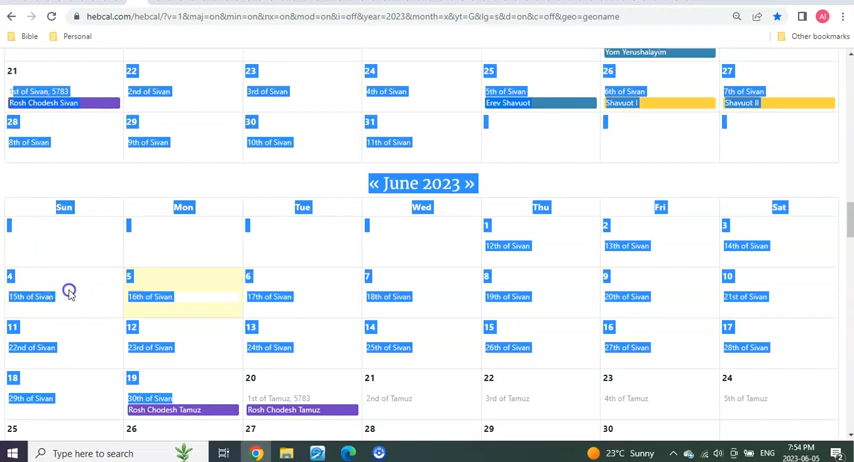 hebcal.com/hebcal/?v=1&maj=on&min=on&nx=on&mod=on&i=off&year=2023&month=x&yt=G&lg=s&d=on&c=off&geo=geoname
AI
Bible Personal Other bookmarks
Yom Yerushalayim
21 22 23 24 25 26 27
1st of Sivan, 5783 2nd of Sivan 3rd of Sivan 4th of Sivan 5th of Sivan 6th of Sivan 7th of Sivan
Rosh Chodesh Sivan Erev Shavuot Shavuot I Shavuot II
28 29 30 31
8th of Sivan 9th of Sivan 10th of Sivan 11th of Sivan
« June 2023 »
Sun Mon Tue Wed Thu Fri Sat
1 2 3
12th of Sivan 13th of Sivan 14th of Sivan
4 5 6 7 8 9 10
15th of Sivan 16th of Sivan 17th of Sivan 18th of Sivan 19th of Sivan 20th of Sivan 21st of Sivan
11 12 13 14 15 16 17
22nd of Sivan 23rd of Sivan 24th of Sivan 25th of Sivan 26th of Sivan 27th of Sivan 28th of Sivan
18 19 20 21 22 23 24
29th of Sivan 30th of Sivan 1st of Tamuz, 5783 2nd of Tamuz 3rd of Tamuz 4th of Tamuz 5th of Tamuz
Rosh Chodesh Tamuz Rosh Chodesh Tamuz
25 26 27 28 29 30
Type here to search 23°C Sunny ENG 7:54 PM
2023-06-05 2